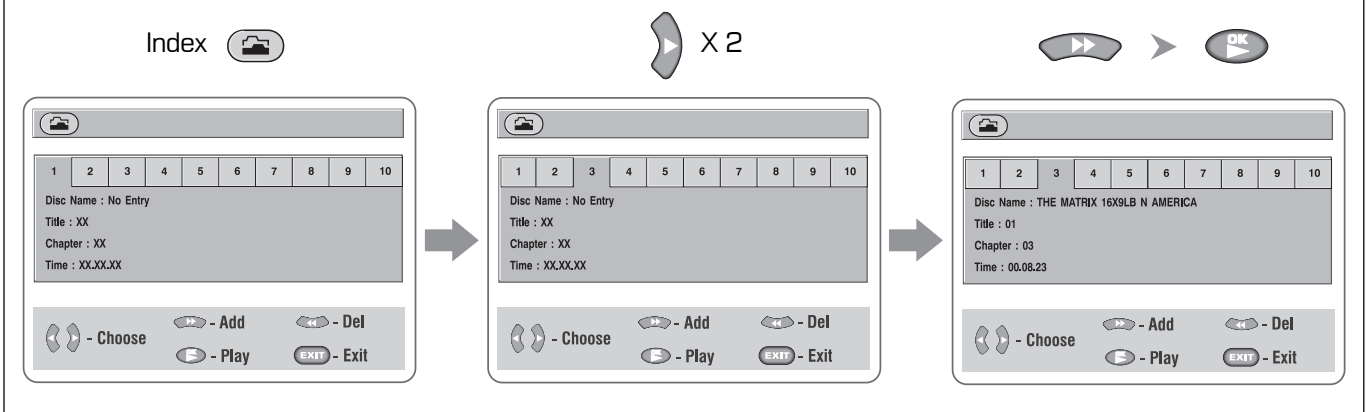 Index
X 2
OK
1 2 3 4 5 6 7 8 9 10
Disc Name : No Entry
Title : XX
Chapter : XX
Time : XX.XX.XX
- Choose - Add - Del
- Play EXIT - Exit
1 2 3 4 5 6 7 8 9 10
Disc Name : No Entry
Title : XX
Chapter : XX
Time : XX.XX.XX
- Choose - Add - Del
- Play EXIT - Exit
1 2 3 4 5 6 7 8 9 10
Disc Name : THE MATRIX 16X9LB N AMERICA
Title : 01
Chapter : 03
Time : 00.08.23
- Choose - Add - Del
- Play EXIT - Exit